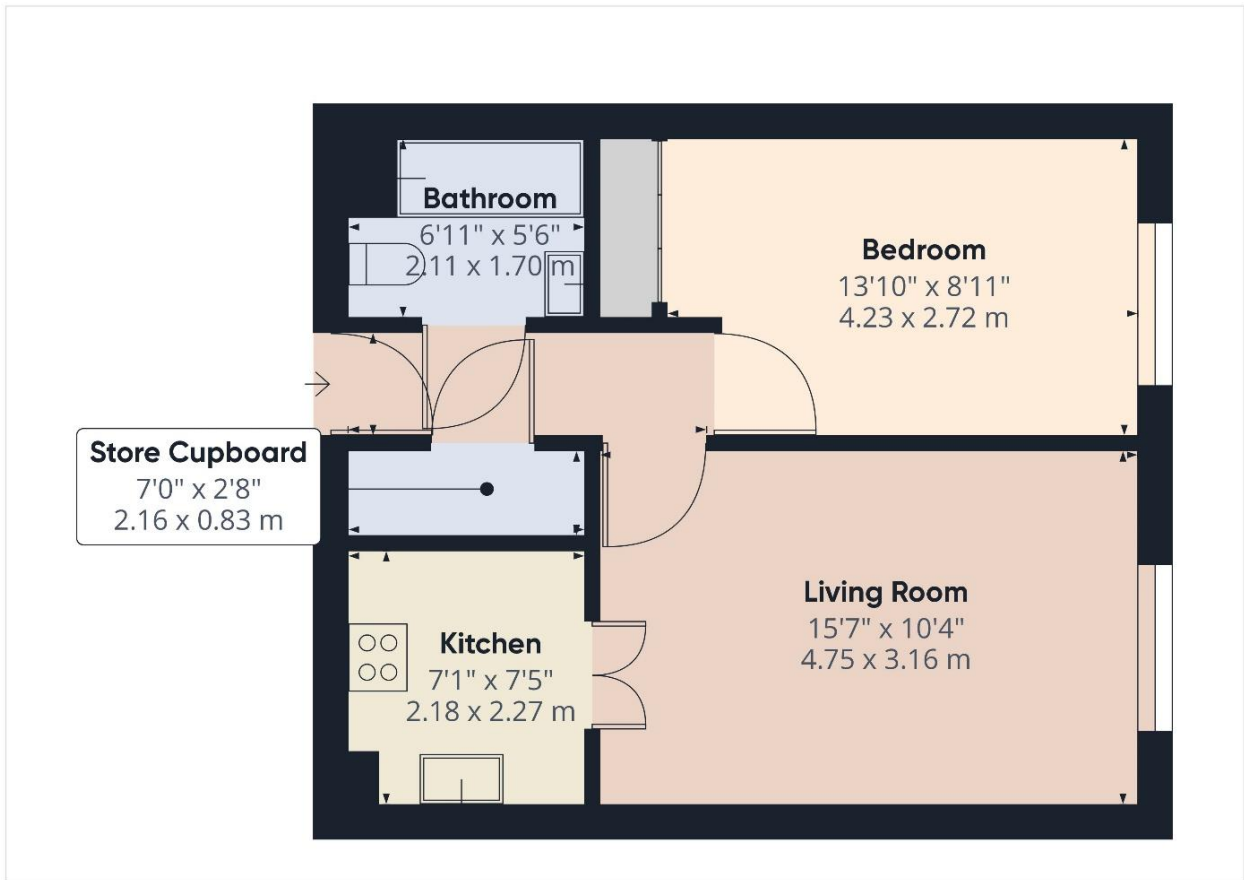 Bathroom
6'11" x 5'6"
2.11 x 1.70 m
Bedroom
13'10" x 8'11"
4.23 x 2.72 m
Store Cupboard
7'0" x 2'8"
2.16 x 0.83 m
Living Room
15'7" x 10'4"
4.75 x 3.16 m
Kitchen
7'1" x 7'5"
2.18 x 2.27 m